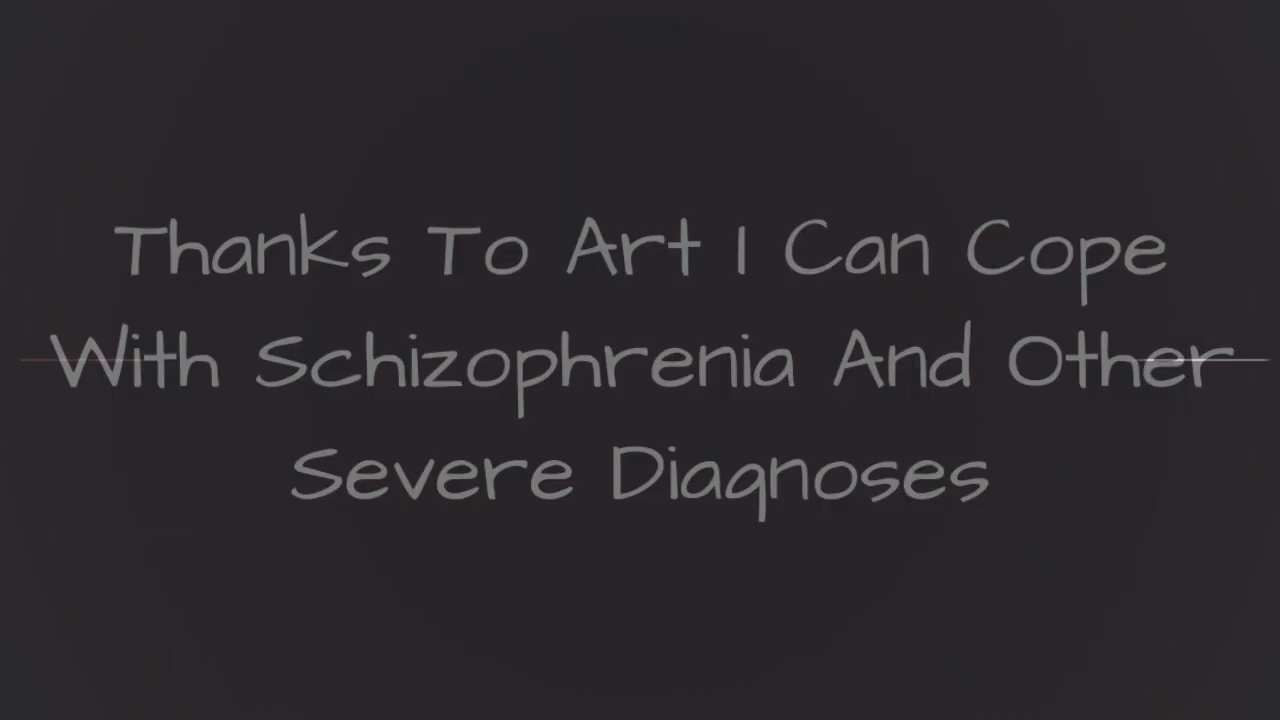 Thanks To Art I Can Cope
With Schizophrenia And Other
Severe Diagnoses